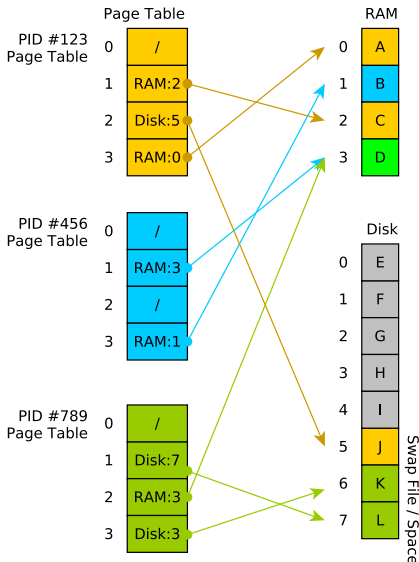 Page Table
RAM
PID #123
Page Table
0 /
1 RAM:2
2 Disk:5
3 RAM:0
0 A
1 B
2 C
3 D
PID #456
Page Table
0 /
1 RAM:3
2 /
3 RAM:1
Disk
0 E
1 F
2 G
3 H
4 I
5 J
6 K
7 L
PID #789
Page Table
0 /
1 Disk:7
2 RAM:3
3 Disk:3
Swap File / Space